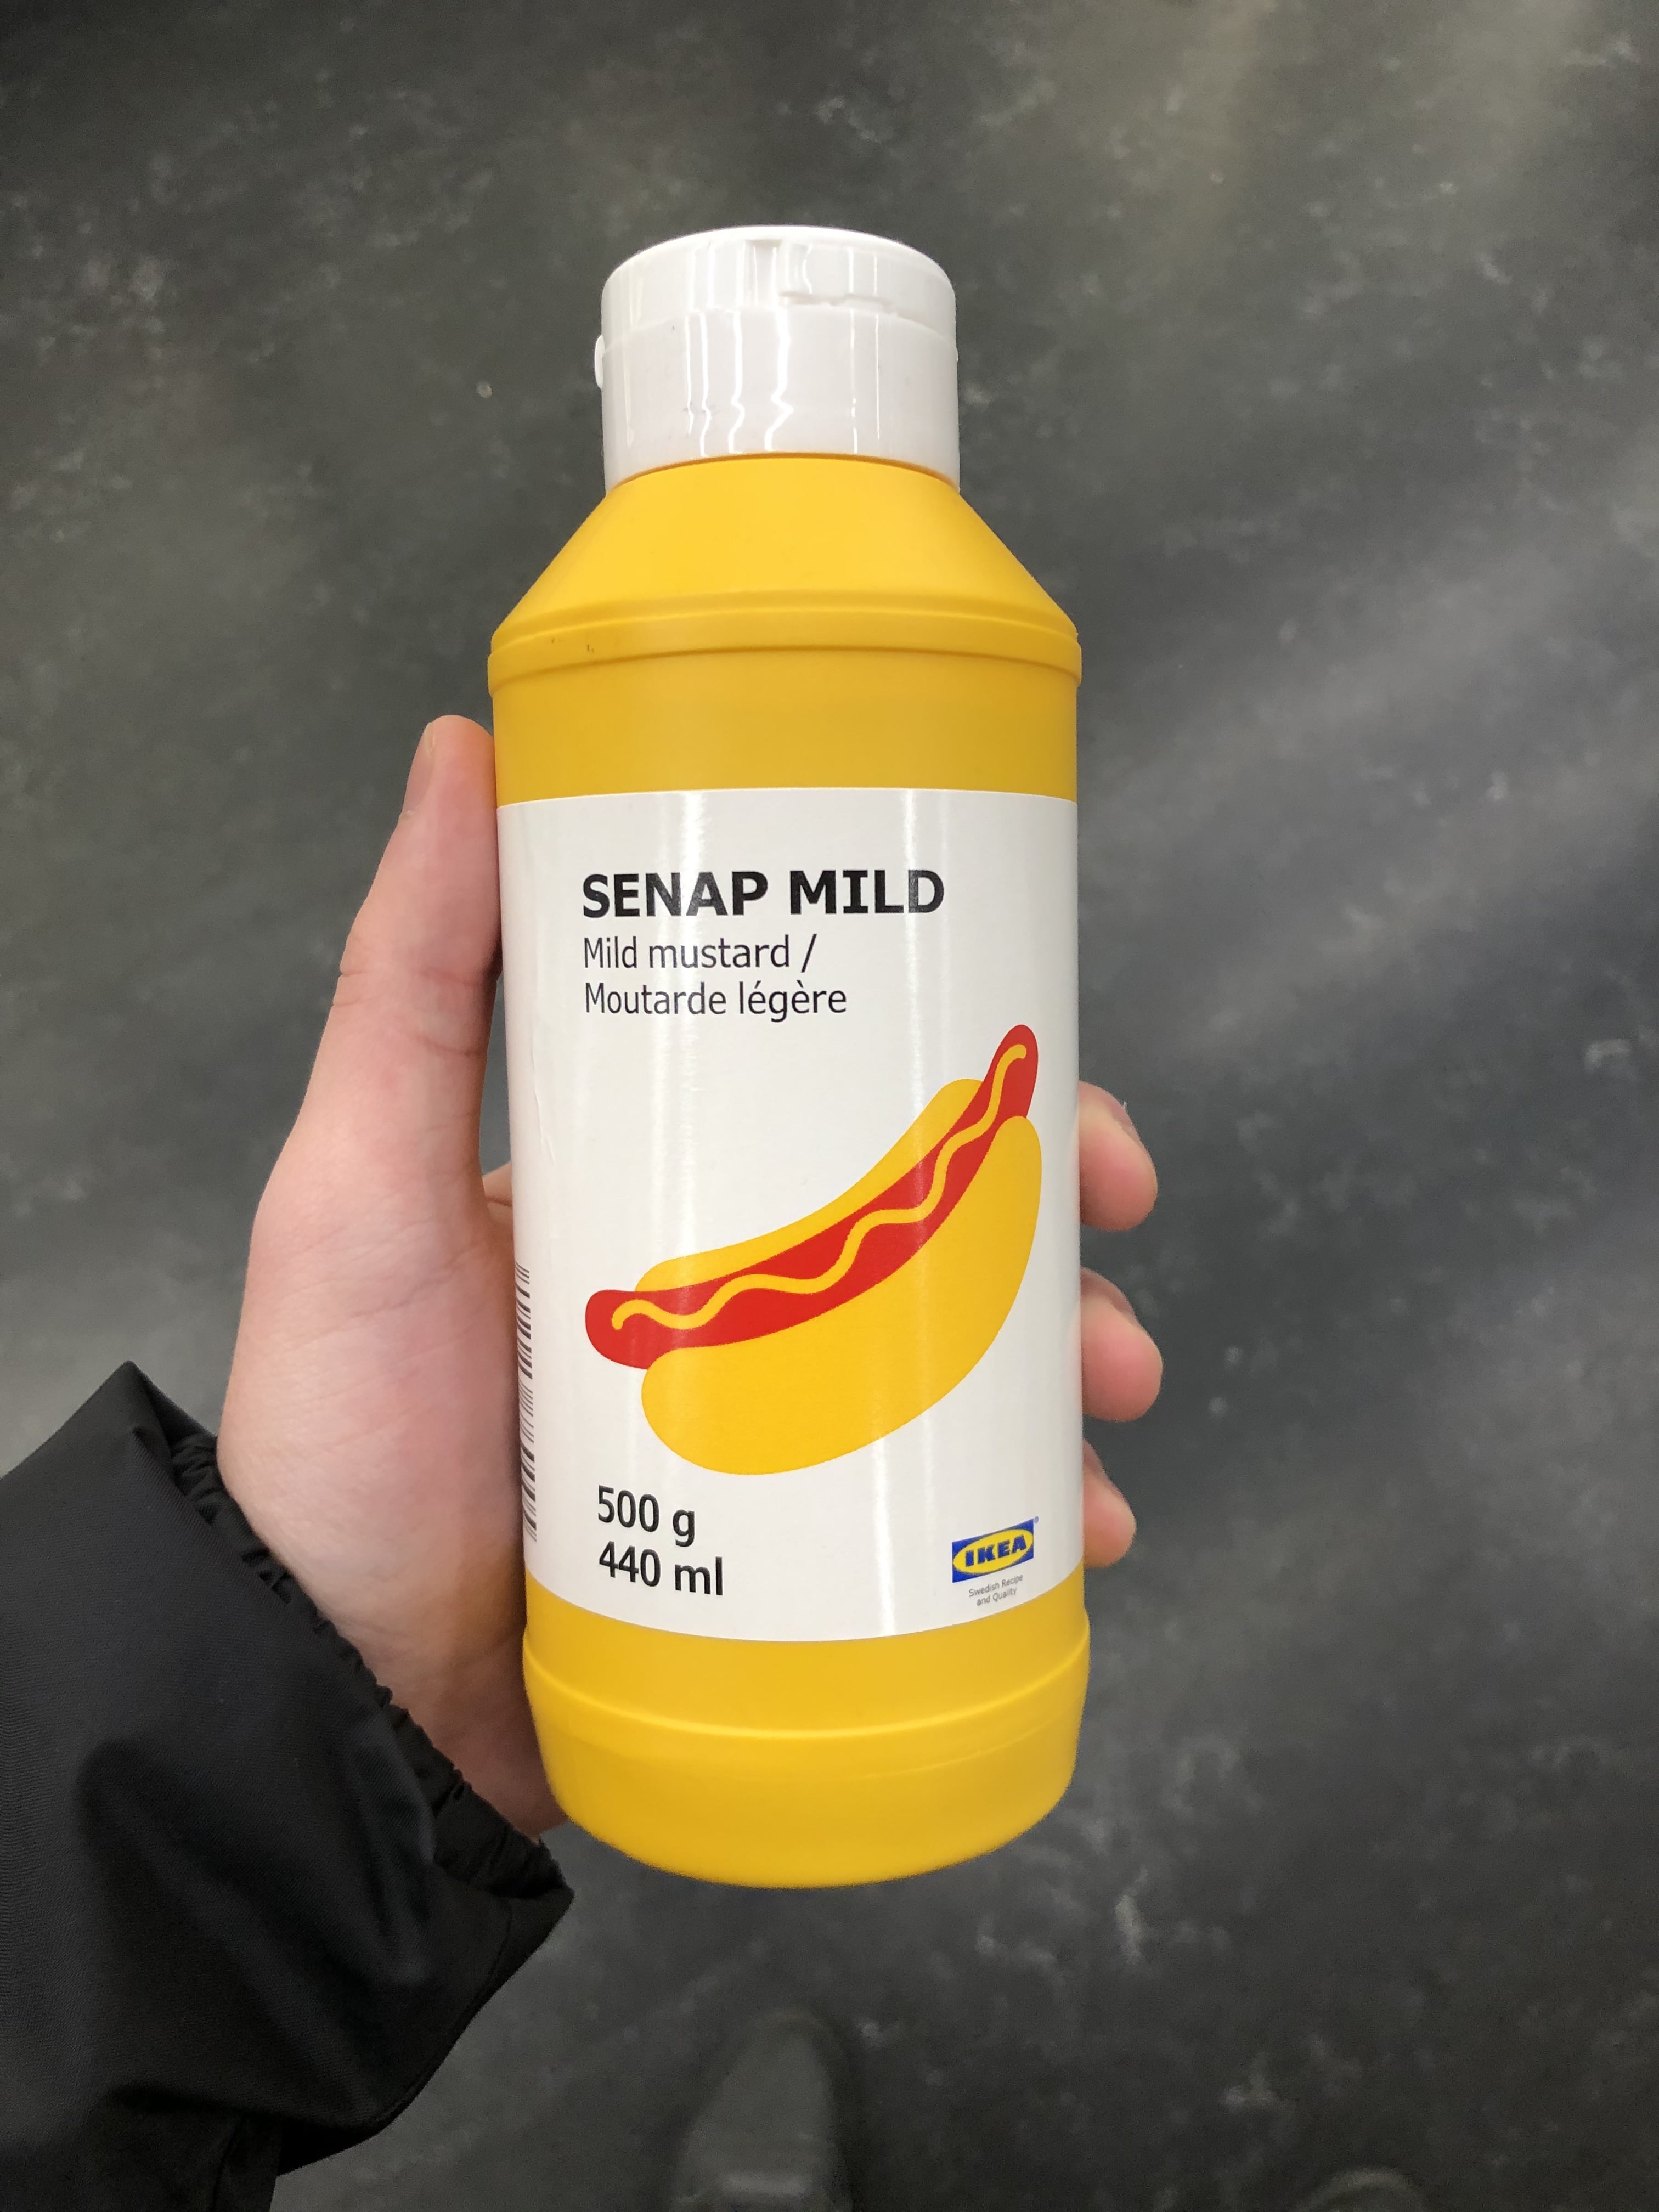 SENAP MILD
Mild mustard /
Moutarde légère
500 g
440 ml
IKEA®
Swedish Recipe
and Quality